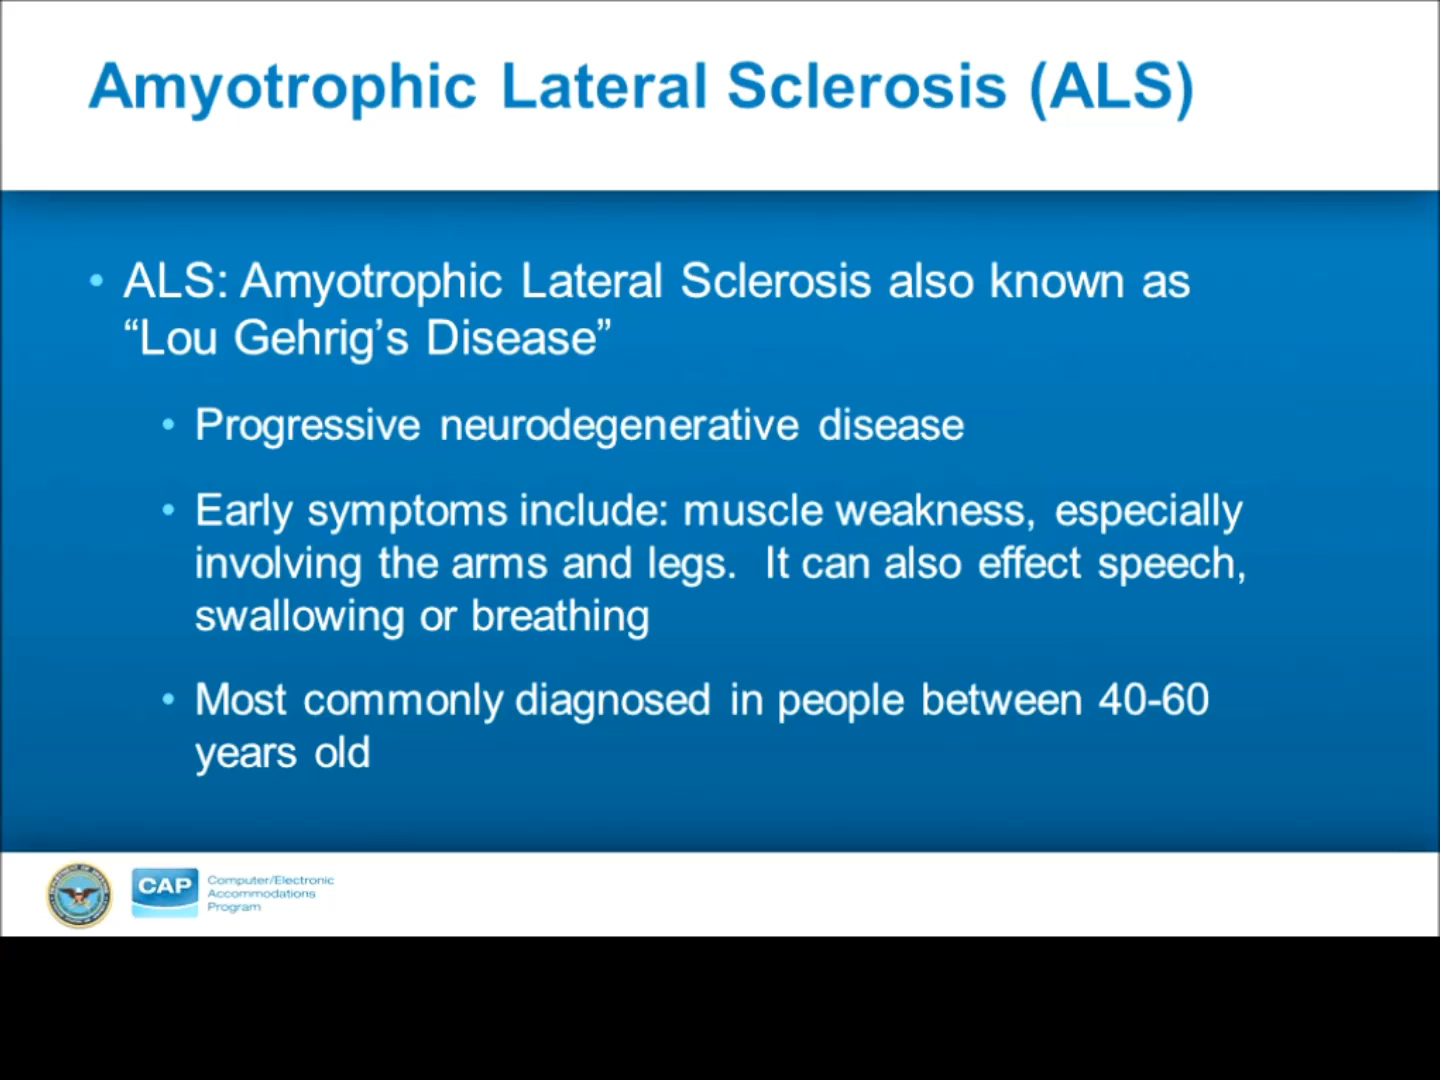 Amyotrophic Lateral Sclerosis (ALS)
• ALS: Amyotrophic Lateral Sclerosis also known as
“Lou Gehrig’s Disease”
• Progressive neurodegenerative disease
• Early symptoms include: muscle weakness, especially
involving the arms and legs.  It can also effect speech,
swallowing or breathing
• Most commonly diagnosed in people between 40-60
years old
CAP
Computer/Electronic
Accommodations
Program